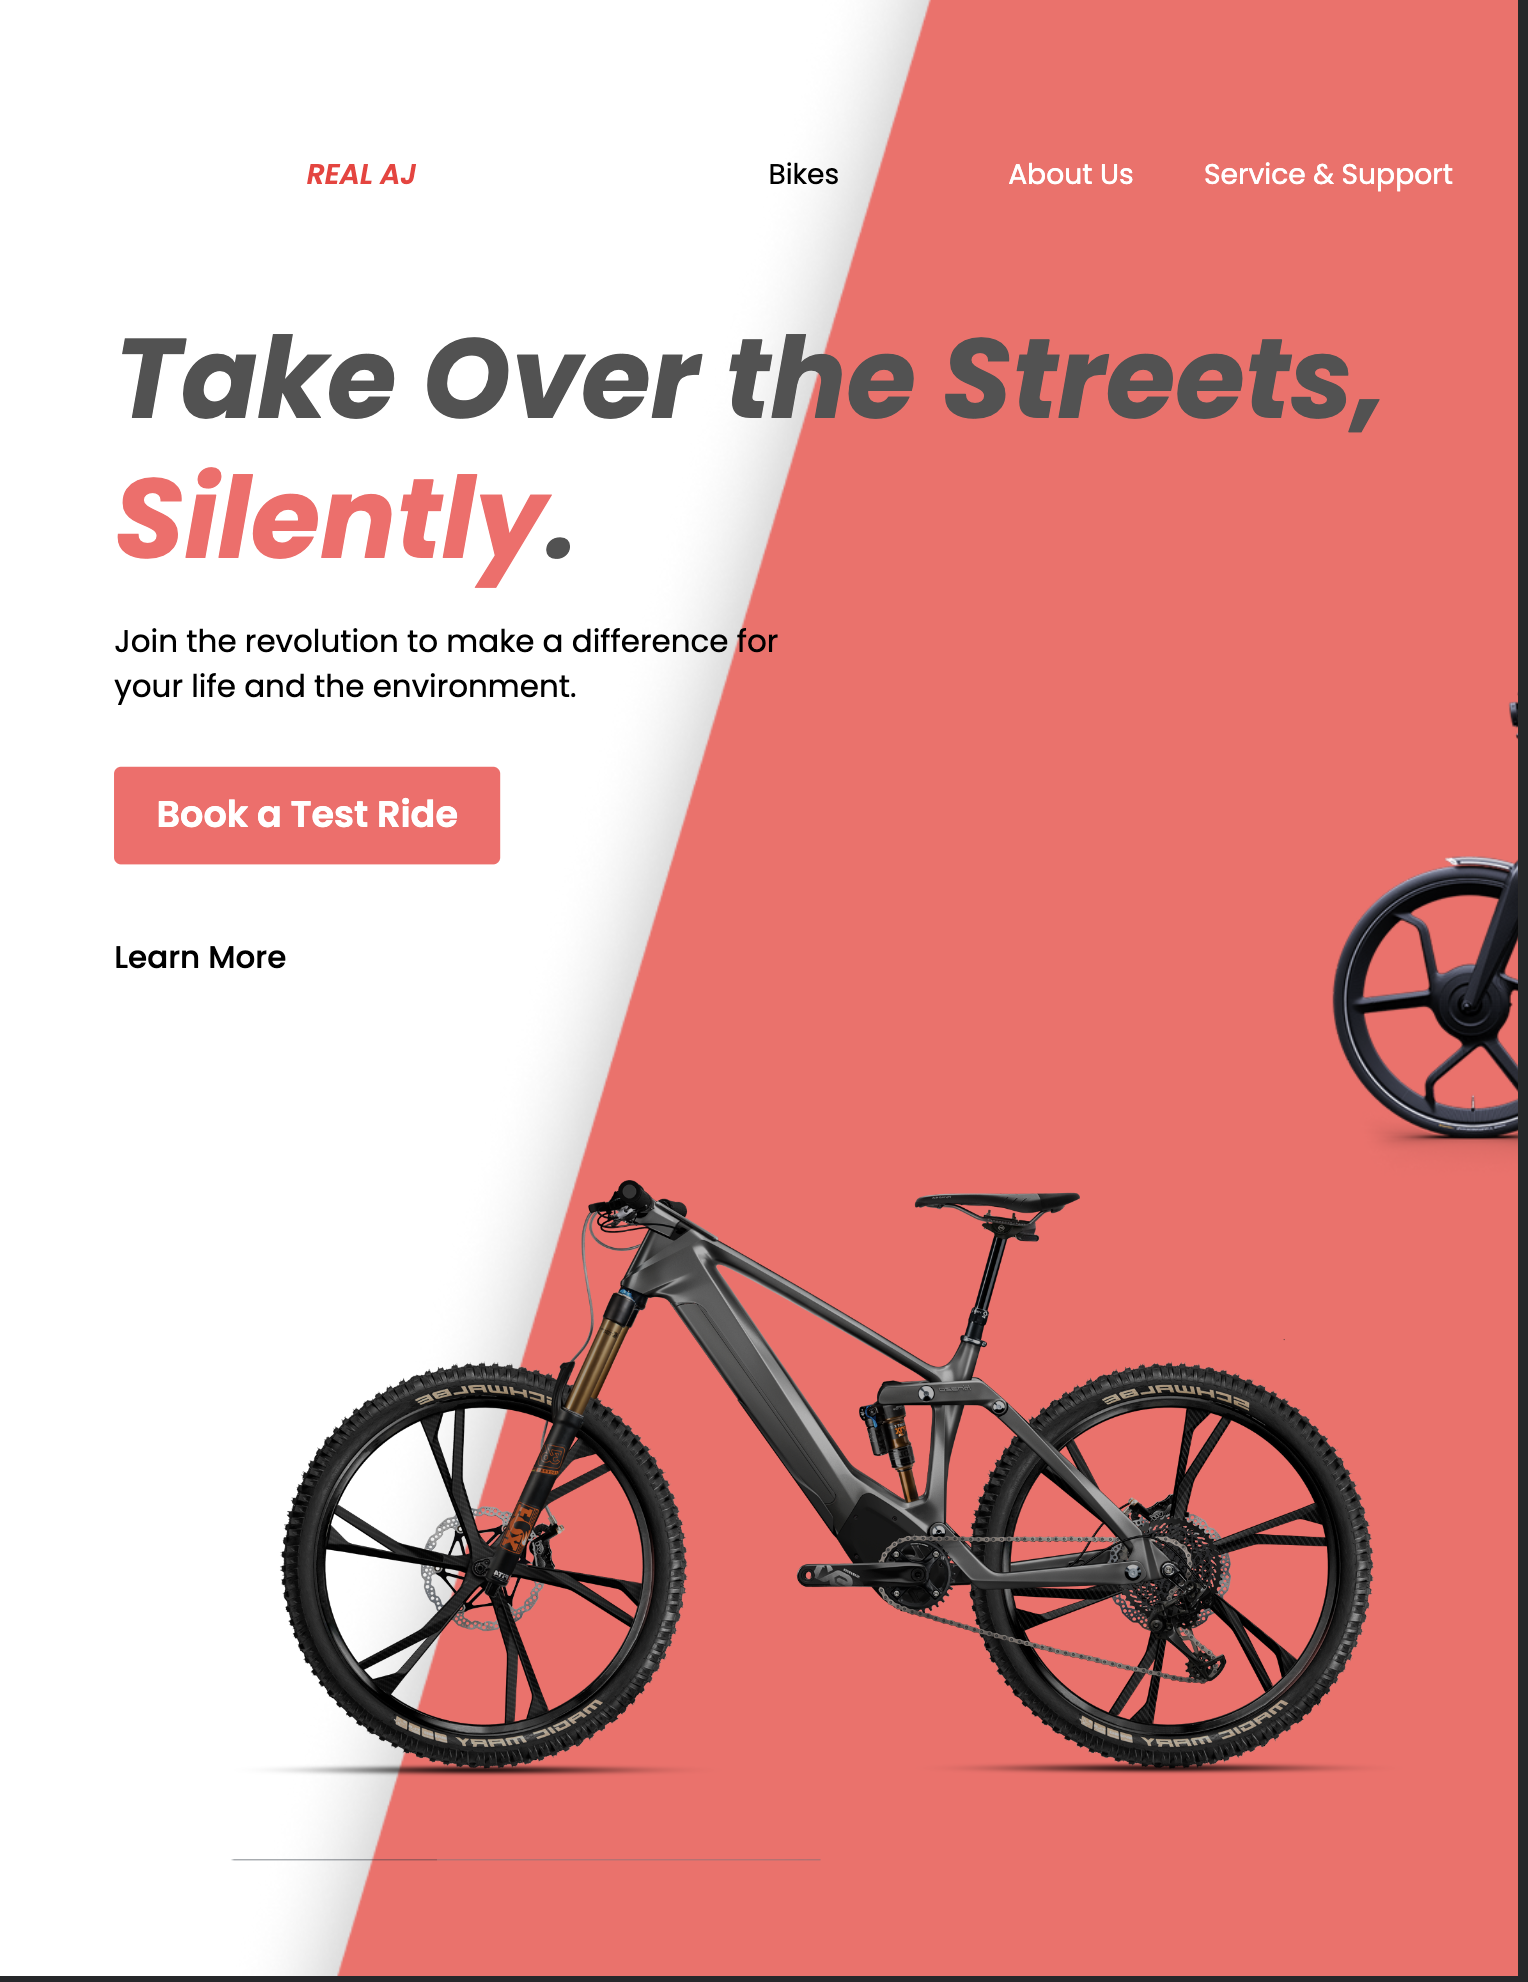 REAL AJ Bikes About Us Service & Support
Take Over the Streets,
Silently.
Join the revolution to make a difference for
your life and the environment.
Book a Test Ride
Learn More